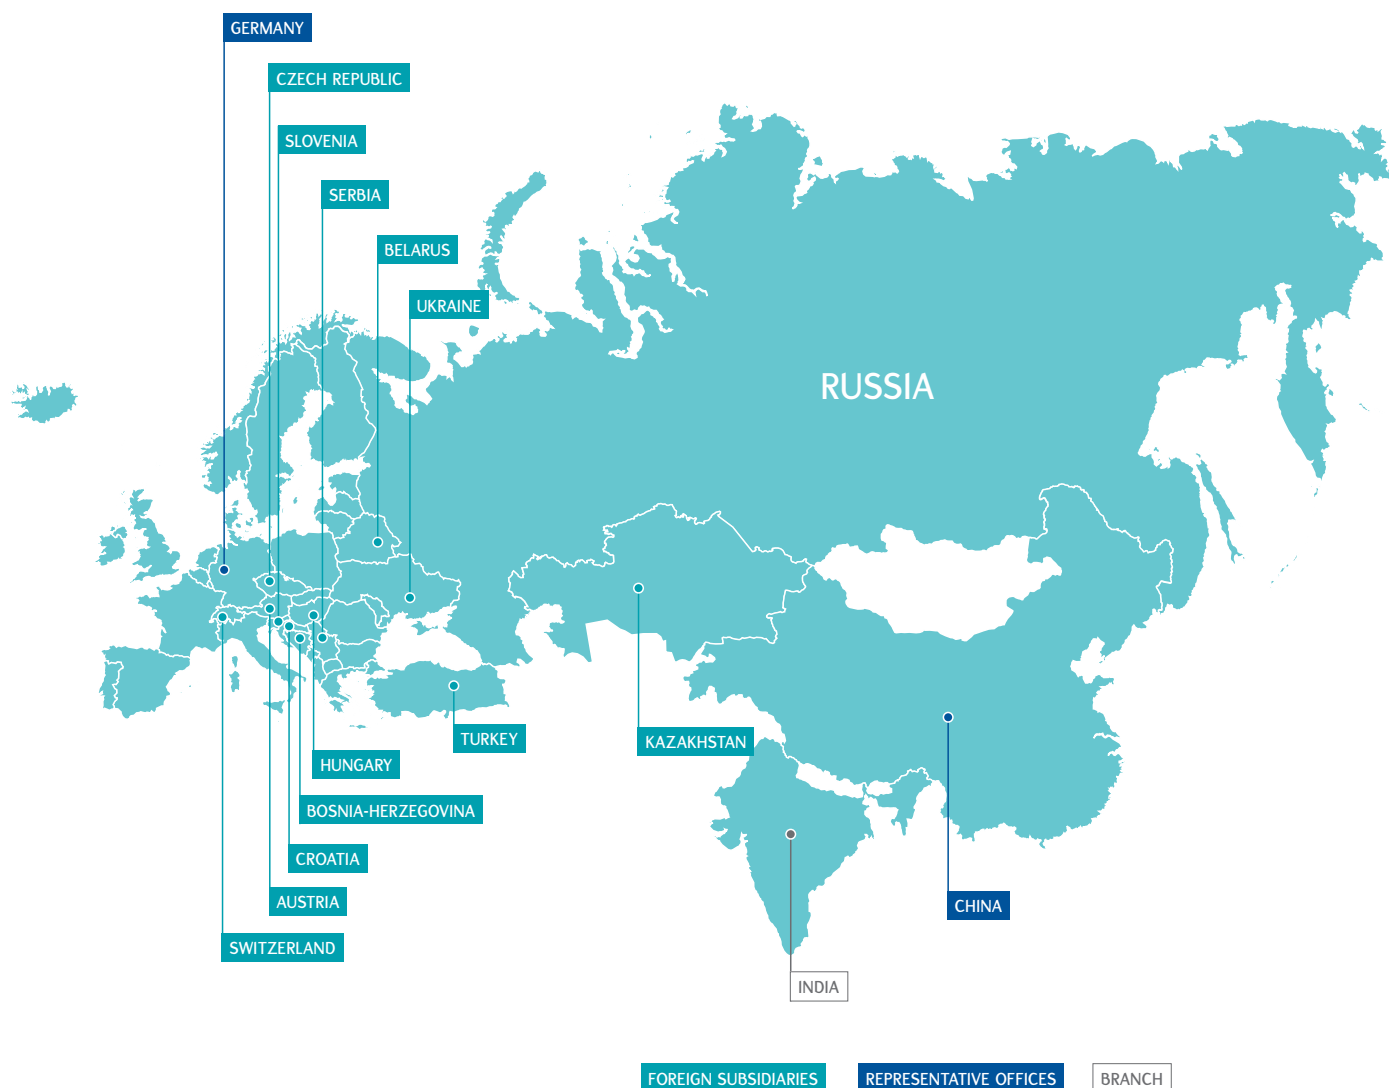 GERMANY
CZECH REPUBLIC
SLOVENIA
SERBIA
BELARUS
UKRAINE
RUSSIA
TURKEY
KAZAKHSTAN
HUNGARY
BOSNIA-HERZEGOVINA
CROATIA
AUSTRIA
CHINA
SWITZERLAND
INDIA
FOREIGN SUBSIDIARIES
REPRESENTATIVE OFFICES
BRANCH